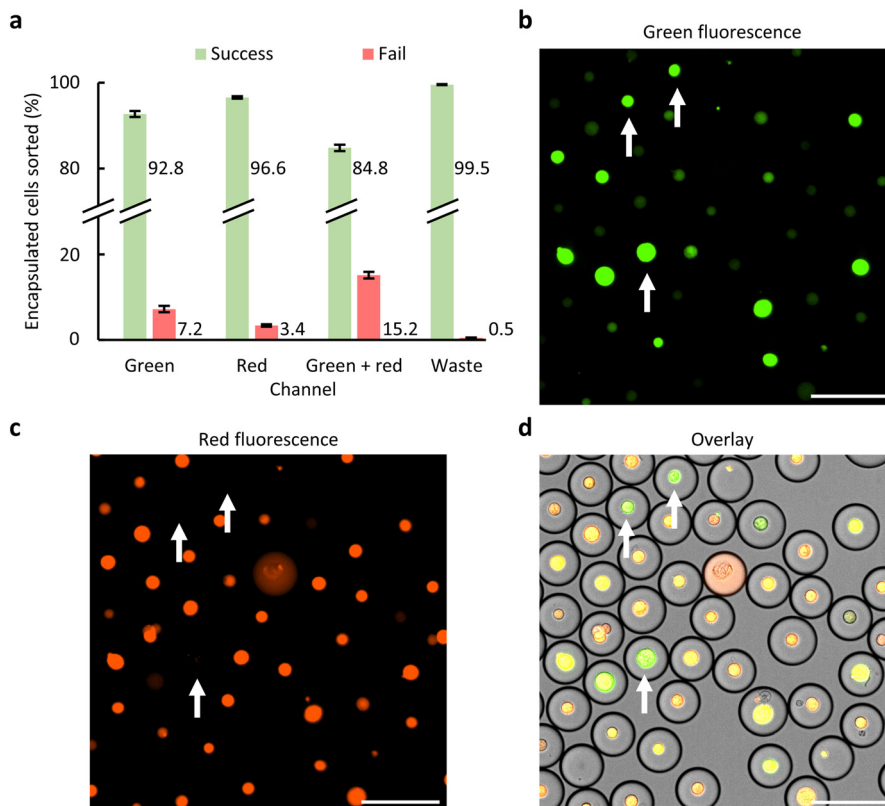 a
Success Fail
Encapsulated cells sorted (%)
100
80
20
0
92.8
7.2
96.6
3.4
84.8
15.2
99.5
0.5
Green Red Green + red Waste
Channel
b
Green fluorescence
c
Red fluorescence
d
Overlay